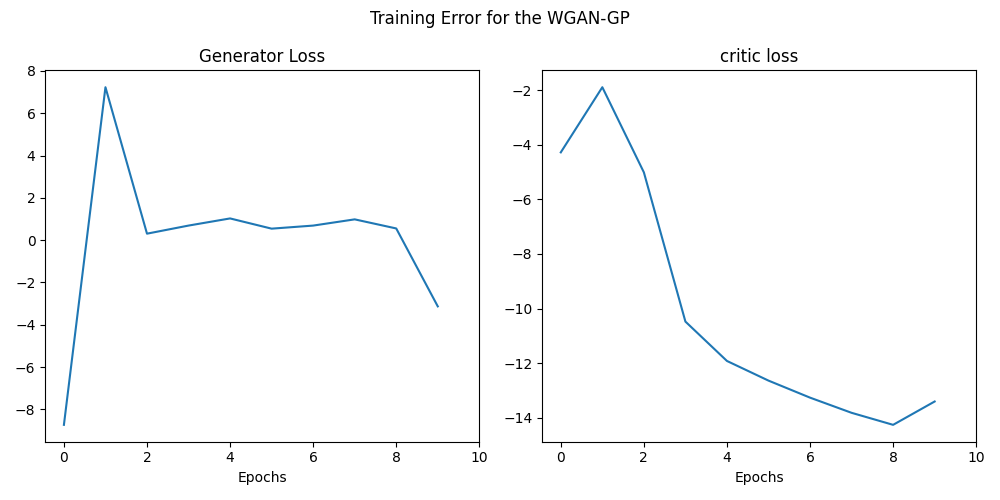 Training Error for the WGAN-GP
Generator Loss
8
6
4
2
0
−2
−4
−6
−8
0 2 4 6 8 10
Epochs
critic loss
−2
−4
−6
−8
−10
−12
−14
0 2 4 6 8 10
Epochs